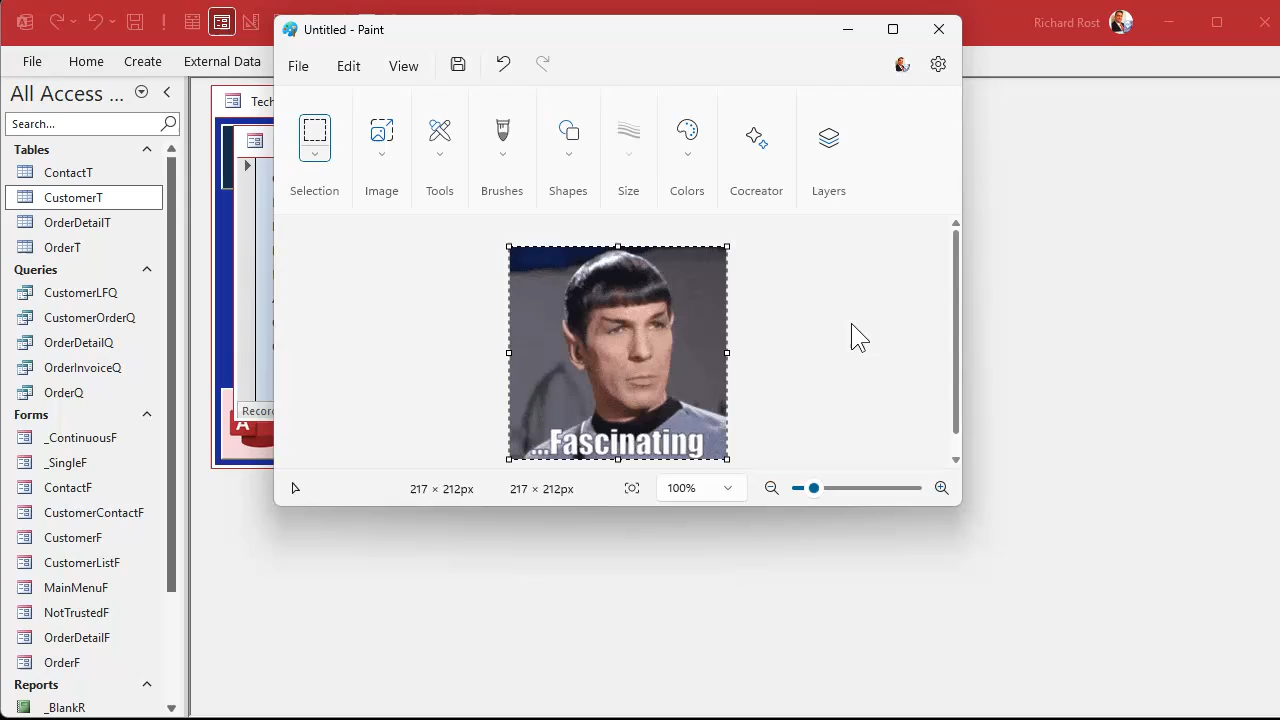 Richard Rost
Untitled - Paint
File Home Create External Data
File Edit View
All Access ...
Tech
Search...
Tables
ContactT
CustomerT
OrderDetailT
OrderT
Queries
CustomerLFQ
CustomerOrderQ
OrderDetailQ
OrderInvoiceQ
OrderQ
Forms
_ContinuousF
_SingleF
ContactF
CustomerContactF
CustomerF
CustomerListF
MainMenuF
NotTrustedF
OrderDetailF
OrderF
Reports
_BlankR
Selection Image Tools Brushes Shapes Size Colors Cocreator Layers
...Fascinating
Record
A
217 × 212px 217 × 212px 100%